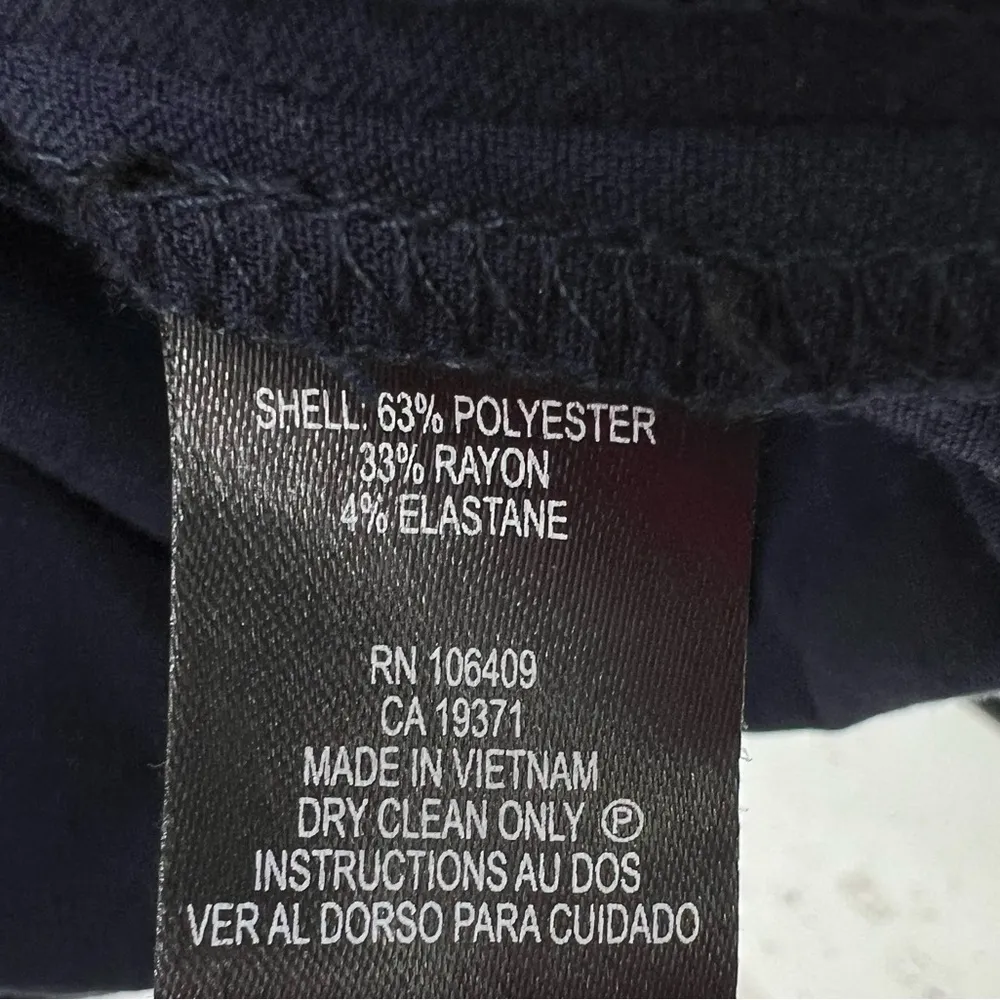 SHELL: 63% POLYESTER
33% RAYON
4% ELASTANE
RN 106409
CA 19371
MADE IN VIETNAM
DRY CLEAN ONLY Ⓟ
INSTRUCTIONS AU DOS
VER AL DORSO PARA CUIDADO